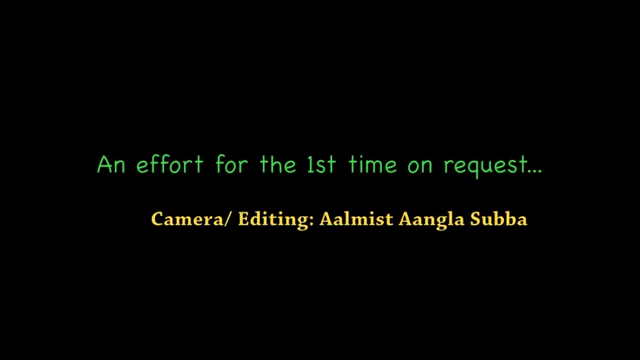 An effort for the 1st time on request...
Camera/ Editing: Aalmist Aangla Subba